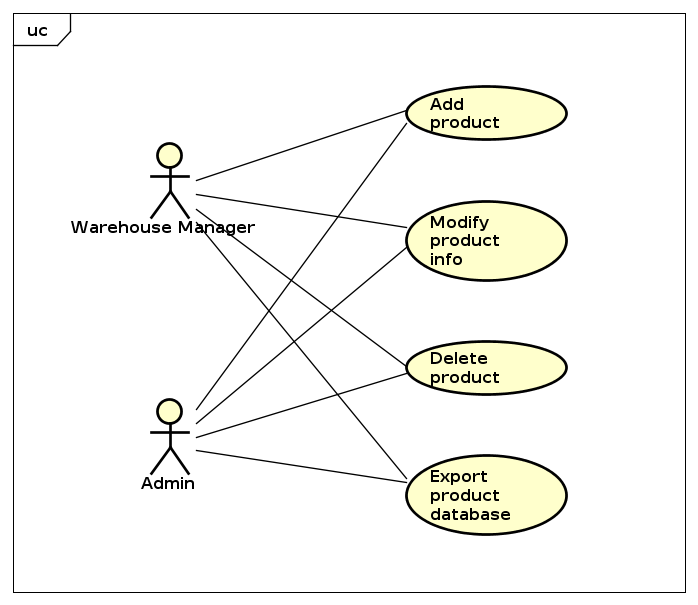 uc
Add
product
Warehouse Manager
Modify
product
info
Delete
product
Admin
Export
product
database